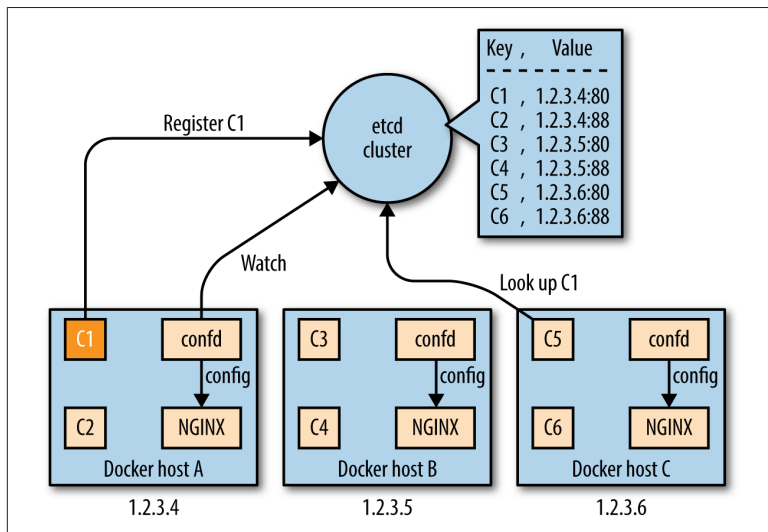 Key , Value
C1 , 1.2.3.4:80
C2 , 1.2.3.4:88
C3 , 1.2.3.5:80
C4 , 1.2.3.5:88
C5 , 1.2.3.6:80
C6 , 1.2.3.6:88
etcd
cluster
Register C1
Watch
Look up C1
C1
confd
config
C2
NGINX
Docker host A
1.2.3.4
C3
confd
config
C4
NGINX
Docker host B
1.2.3.5
C5
confd
config
C6
NGINX
Docker host C
1.2.3.6